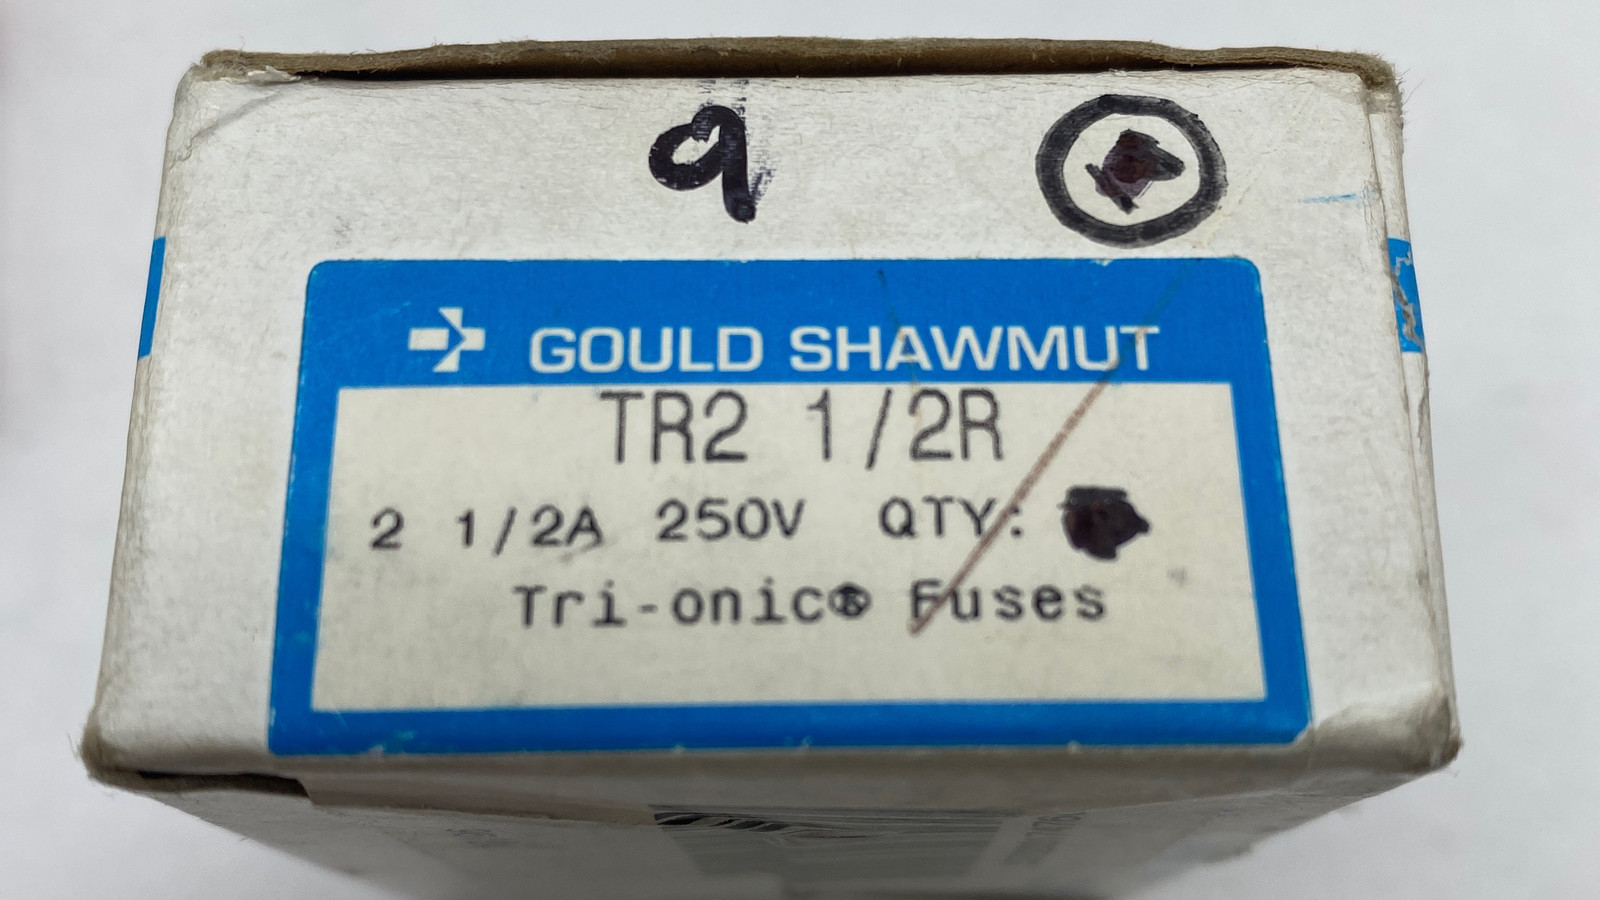 9
GOULD SHAWMUT
TR2 1/2R
2 1/2A 250V QTY:
Tri-onic® Fuses